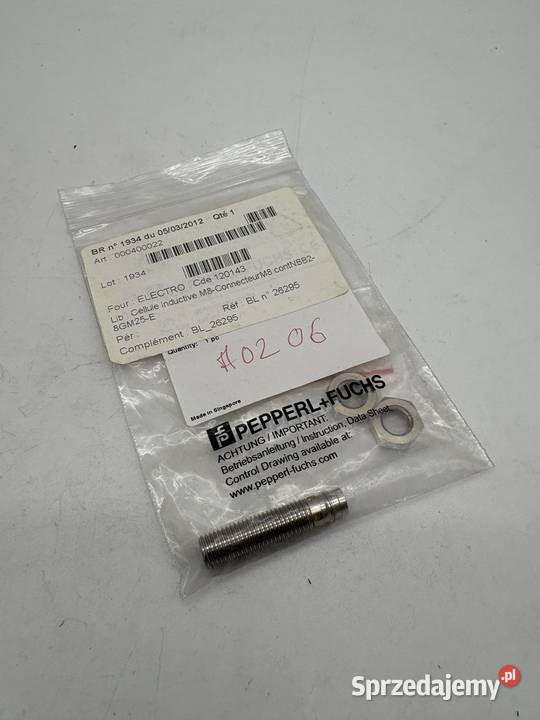 BR n° 1934 du 05/03/2012 Qté 1
Art : 000400022
Lot : 1934
Four : ELECTRO Cde 120143
Lib : Cellule inductive M8-ConnecteurM8 contNBB2-
8GM25-E
Pér : Réf : BL n° 26295
Complément : BL_26295
Quantity: 1 pc
A02 06
Made in Singapore
PEPPERL+FUCHS
ACHTUNG / IMPORTANT:
Betriebsanleitung / Instruction, Data Sheet
Control Drawing available at:
www.pepperl-fuchs.com
Sprzedajemy.pl